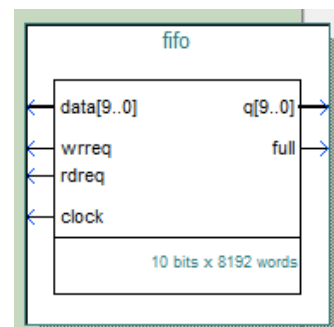 fifo
data[9..0] q[9..0]
wrreq full
rdreq
clock
10 bits x 8192 words